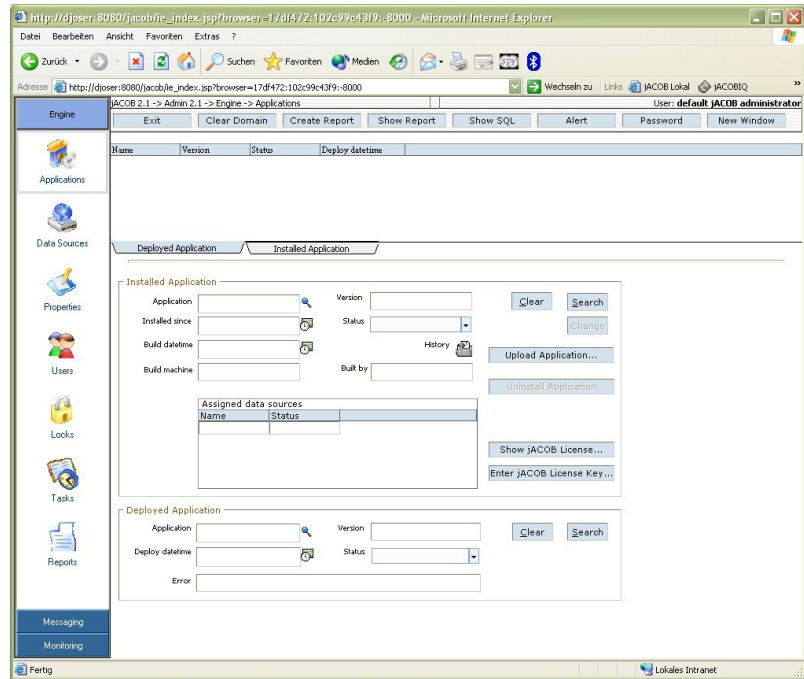 http://djoser:8080/jacob/ie_index.jsp?browser=17df472:102c99c43f9:-8000 - Microsoft Internet Explorer
Datei Bearbeiten Ansicht Favoriten Extras ?
Zurück Suchen Favoriten Medien
Adresse http://djoser:8080/jacob/ie_index.jsp?browser=17df472:102c99c43f9:-8000 Wechseln zu Links jACOB Lokal jACOBIQ »
Engine
jACOB 2.1 -> Admin 2.1 -> Engine -> Applications User: default jACOB administrator
Exit Clear Domain Create Report Show Report Show SQL Alert Password New Window
Applications
Data Sources
Properties
Users
Locks
Tasks
Reports
Messaging
Monitoring
Name Version Status Deploy datetime
Deployed Application Installed Application
Installed Application
Application Version Clear Search
Installed since Status Change
Build datetime History Upload Application...
Build machine Built by
Uninstall Application
Assigned data sources
Name Status
Show jACOB License...
Enter jACOB License Key...
Deployed Application
Application Version Clear Search
Deploy datetime Status
Error
Fertig Lokales Intranet